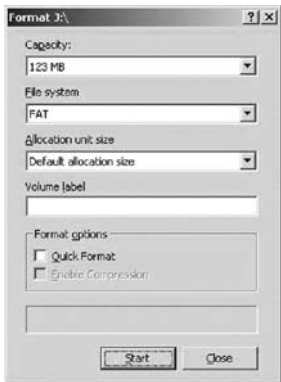 Format J:\
Capacity:
123 MB
File system
FAT
Allocation unit size
Default allocation size
Volume label
Format options
Quick Format
Enable Compression
Start
Close